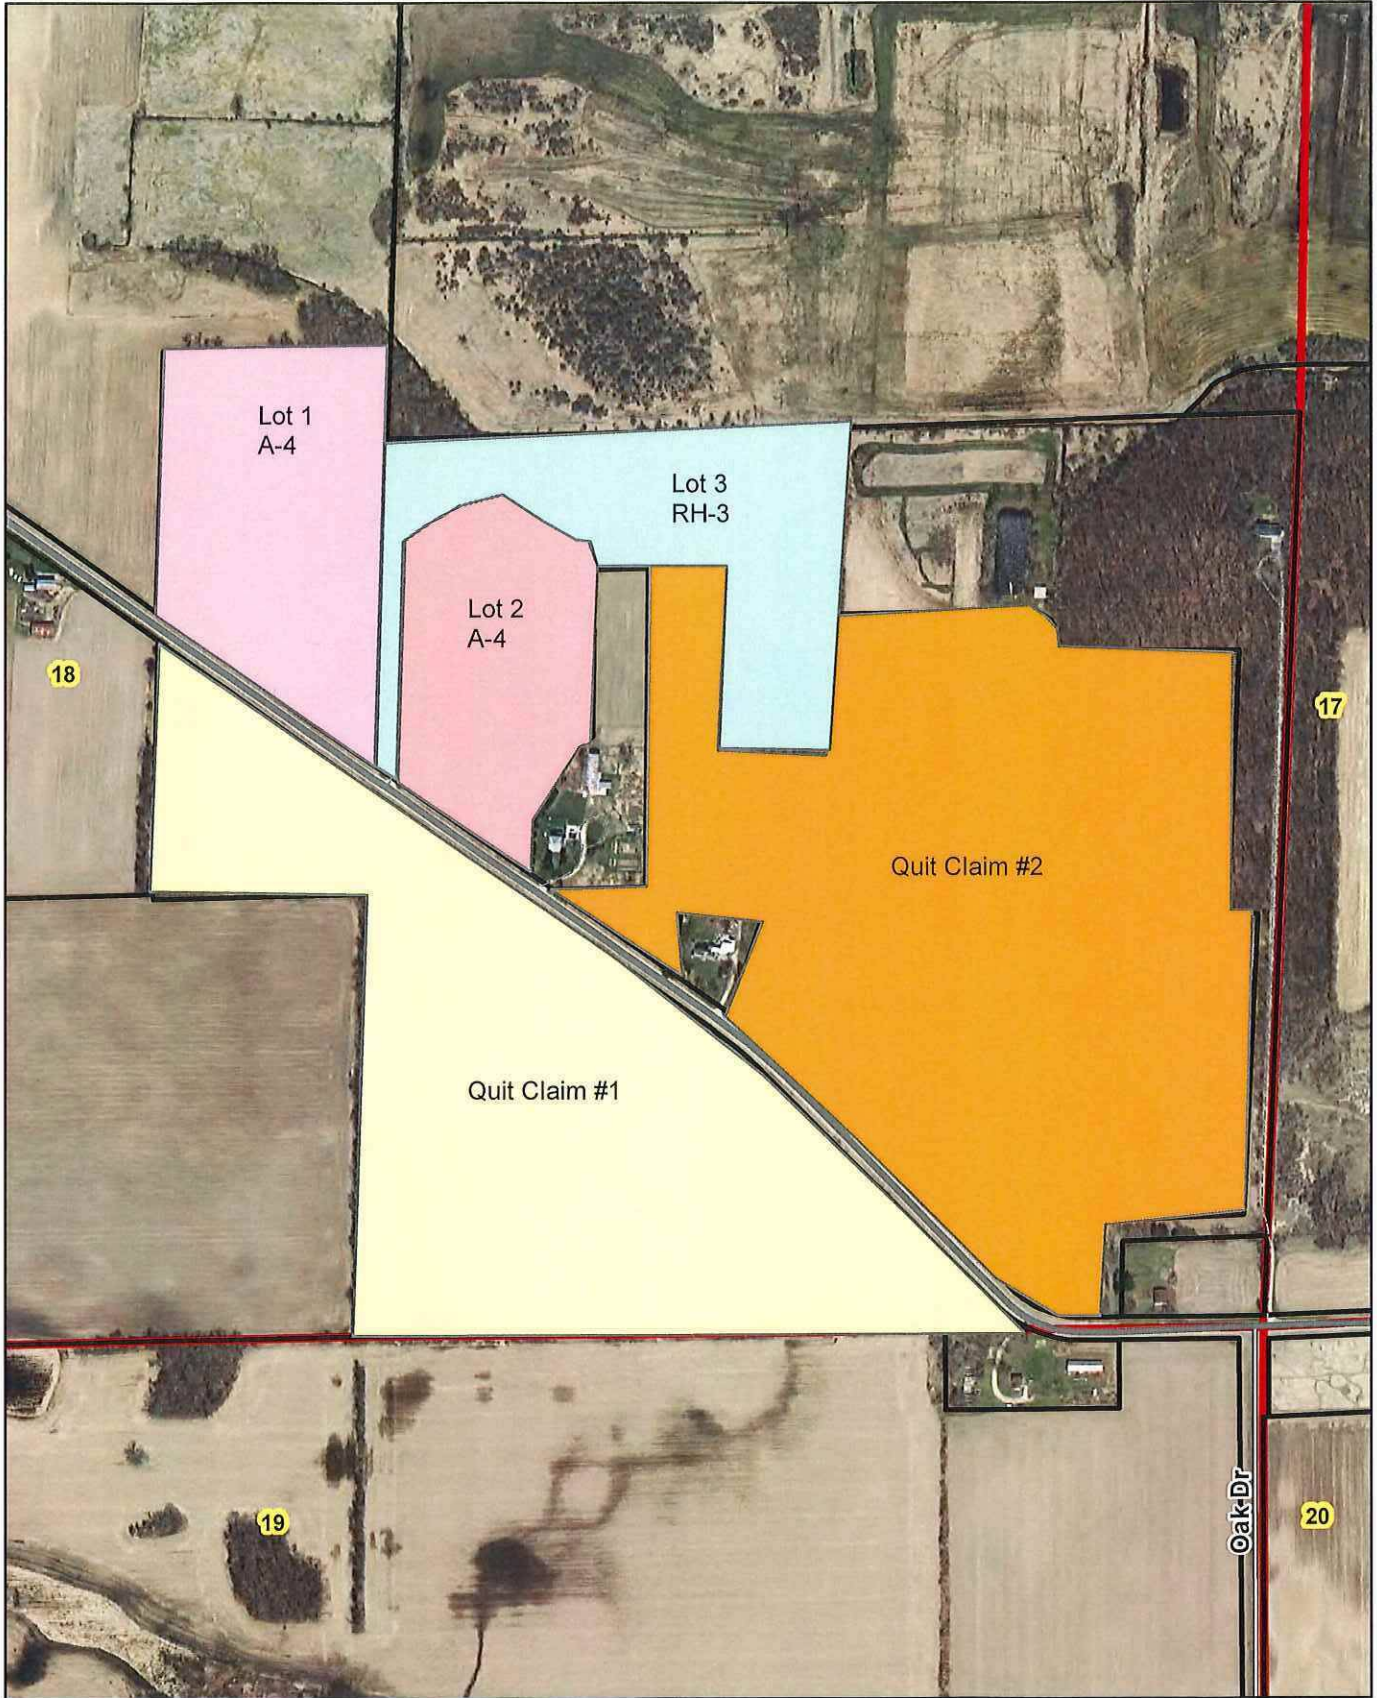 Lot 1
A-4
Lot 3
RH-3
Lot 2
A-4
18
17
Quit Claim #2
Quit Claim #1
19
20
Oak Dr